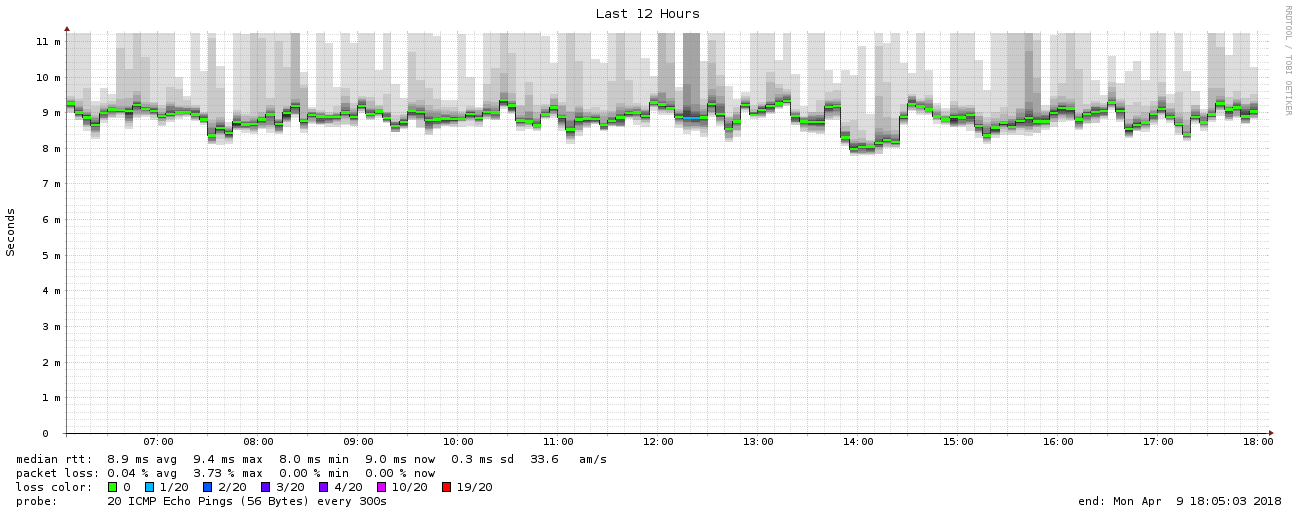 Last 12 Hours
RRDTOOL / TOBI OETIKER
Seconds
11 m
10 m
9 m
8 m
7 m
6 m
5 m
4 m
3 m
2 m
1 m
0
07:00 08:00 09:00 10:00 11:00 12:00 13:00 14:00 15:00 16:00 17:00 18:00
median rtt: 8.9 ms avg 9.4 ms max 8.0 ms min 9.0 ms now 0.3 ms sd 33.6 am/s
packet loss: 0.04 % avg 3.73 % max 0.00 % min 0.00 % now
loss color: 0 1/20 2/20 3/20 4/20 10/20 19/20
probe: 20 ICMP Echo Pings (56 Bytes) every 300s end: Mon Apr 9 18:05:03 2018